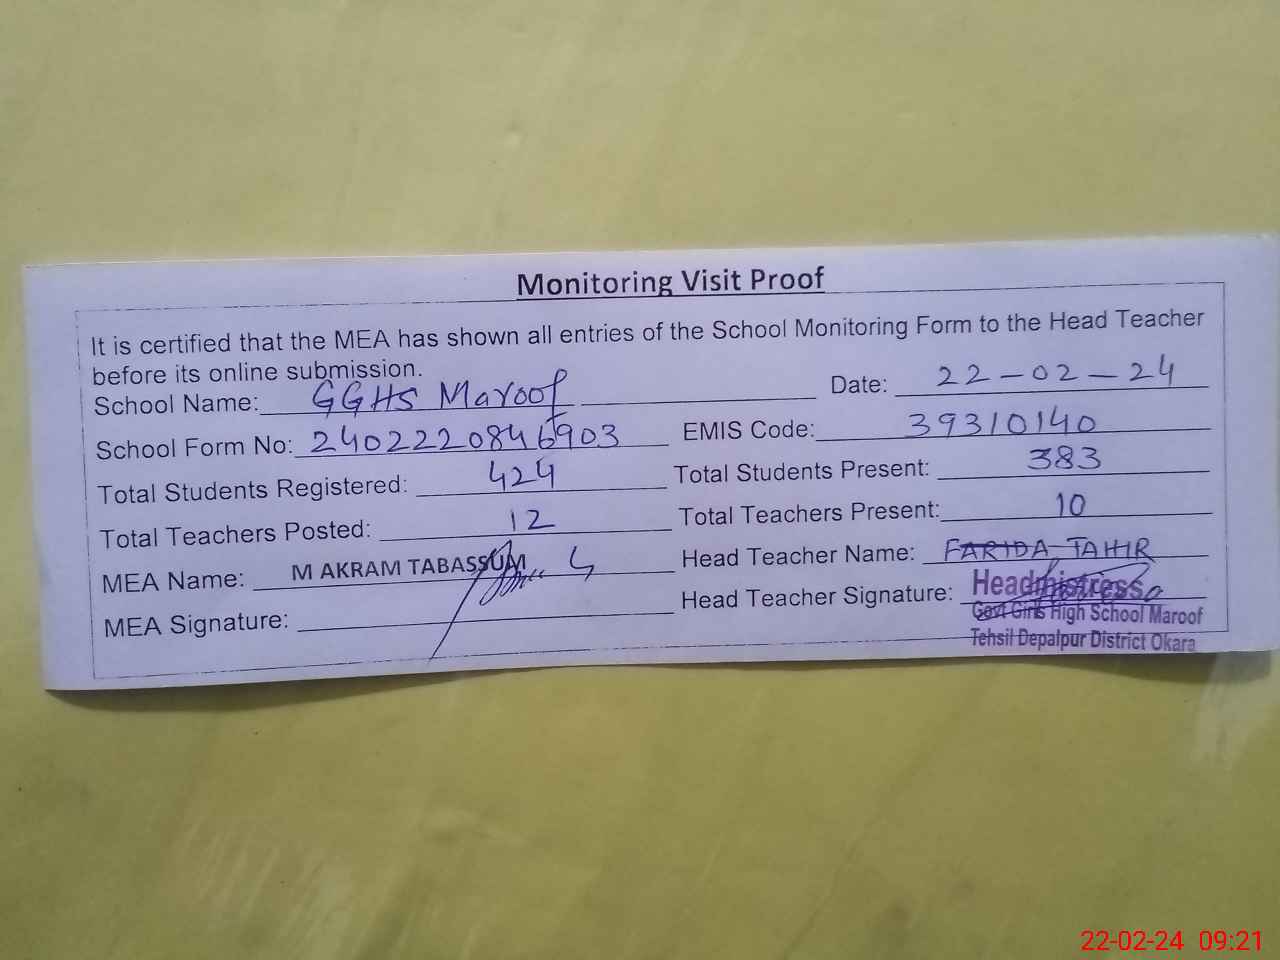 Monitoring Visit Proof
It is certified that the MEA has shown all entries of the School Monitoring Form to the Head Teacher
before its online submission.
School Name: GGHS Maroof Date: 22-02-24
School Form No: 2402220846903 EMIS Code: 39310140
Total Students Registered: 424 Total Students Present: 383
Total Teachers Posted: 12 Total Teachers Present: 10
MEA Name: M AKRAM TABASSUM Head Teacher Name: FARIDA TAHIR
MEA Signature: Head Teacher Signature:
Headmistress
Govt Girls High School Maroof
Tehsil Depalpur District Okara
22-02-24 09:21